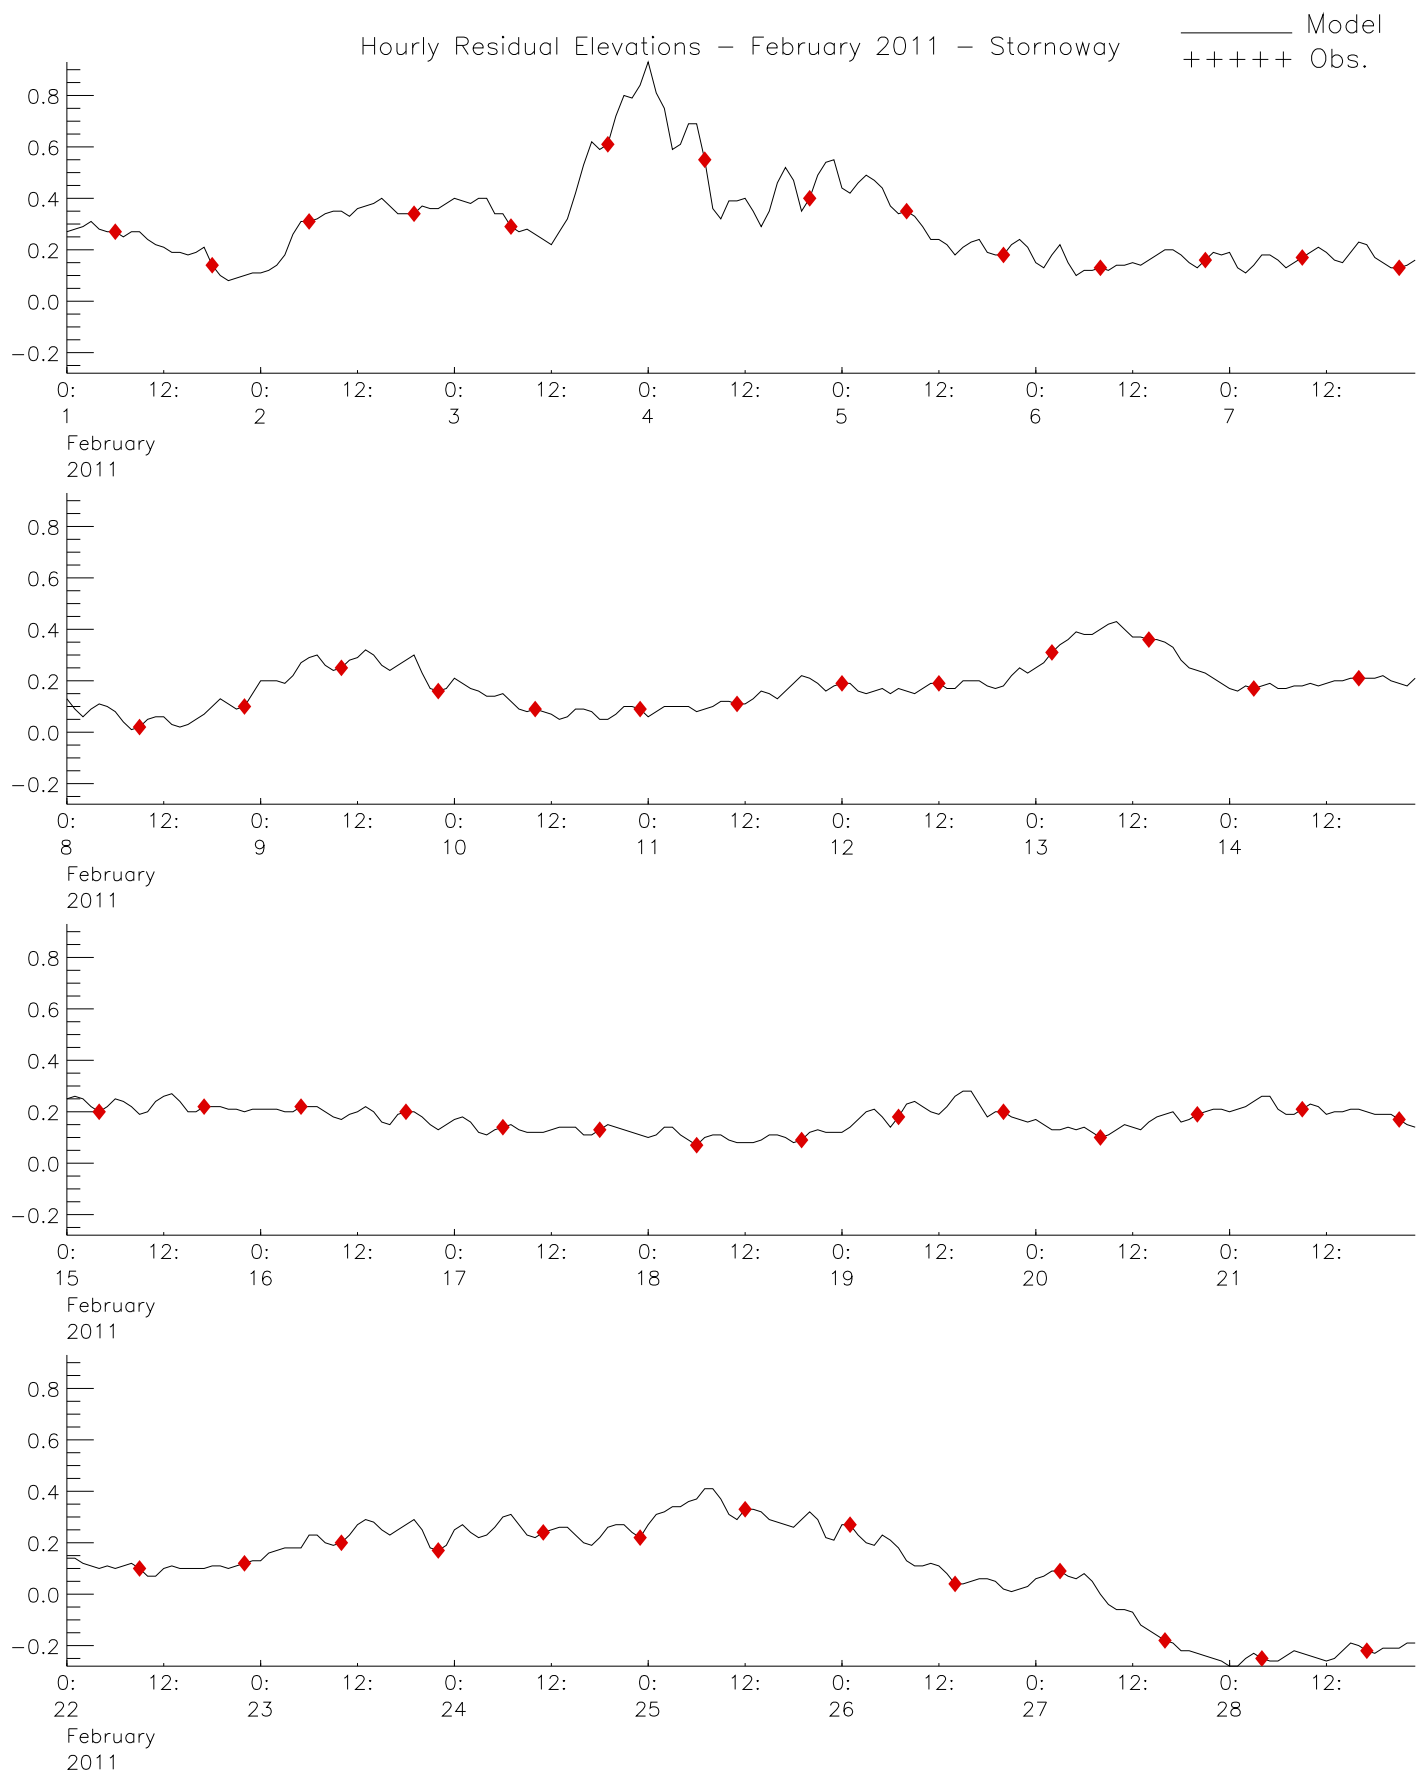 Hourly Residual Elevations – February 2011 – Stornoway
Model
+++++ Obs.
0.8
0.6
0.4
0.2
0.0
−0.2
0: 12: 0: 12: 0: 12: 0: 12: 0: 12: 0: 12: 0: 12:
1 2 3 4 5 6 7
February
2011
0.8
0.6
0.4
0.2
0.0
−0.2
0: 12: 0: 12: 0: 12: 0: 12: 0: 12: 0: 12: 0: 12:
8 9 10 11 12 13 14
February
2011
0.8
0.6
0.4
0.2
0.0
−0.2
0: 12: 0: 12: 0: 12: 0: 12: 0: 12: 0: 12: 0: 12:
15 16 17 18 19 20 21
February
2011
0.8
0.6
0.4
0.2
0.0
−0.2
0: 12: 0: 12: 0: 12: 0: 12: 0: 12: 0: 12: 0: 12:
22 23 24 25 26 27 28
February
2011